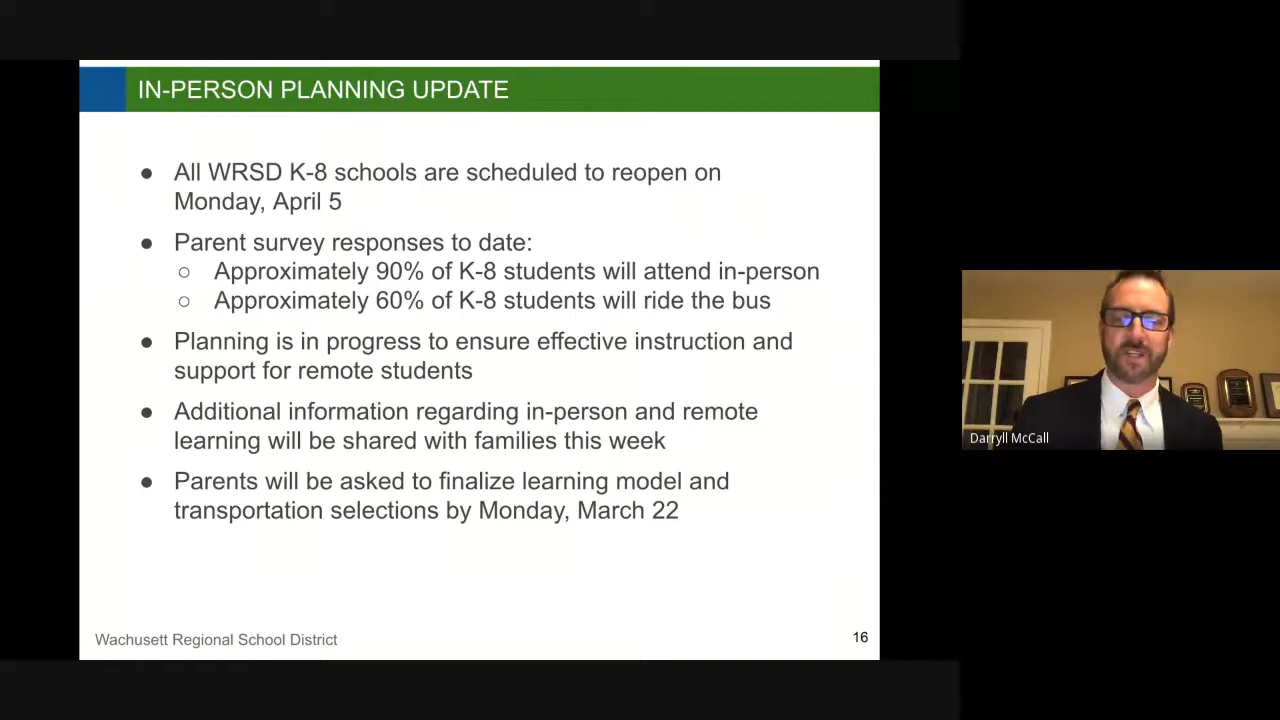 IN-PERSON PLANNING UPDATE
● All WRSD K-8 schools are scheduled to reopen on
Monday, April 5
● Parent survey responses to date:
○ Approximately 90% of K-8 students will attend in-person
○ Approximately 60% of K-8 students will ride the bus
● Planning is in progress to ensure effective instruction and
support for remote students
● Additional information regarding in-person and remote
learning will be shared with families this week
● Parents will be asked to finalize learning model and
transportation selections by Monday, March 22
Wachusett Regional School District
16
Darryll McCall